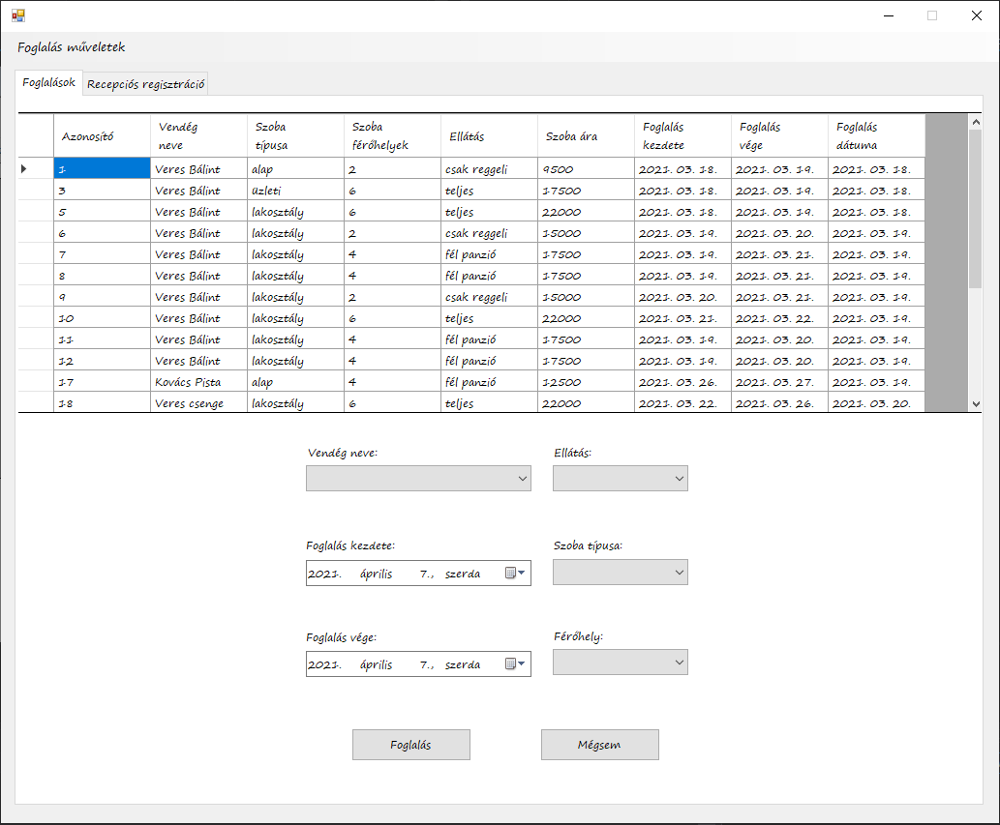 Foglalás műveletek
Foglalások Recepciós regisztráció
Azonosító Vendég neve Szoba típusa Szoba férőhelyek Ellátás Szoba ára Foglalás kezdete Foglalás vége Foglalás dátuma
1 Veres Bálint alap 2 csak reggeli 9500 2021. 03. 18. 2021. 03. 19. 2021. 03. 18.
3 Veres Bálint üzleti 6 teljes 17500 2021. 03. 18. 2021. 03. 19. 2021. 03. 18.
5 Veres Bálint lakosztály 6 teljes 22000 2021. 03. 18. 2021. 03. 19. 2021. 03. 18.
6 Veres Bálint lakosztály 2 csak reggeli 15000 2021. 03. 19. 2021. 03. 20. 2021. 03. 19.
7 Veres Bálint lakosztály 4 fél panzió 17500 2021. 03. 19. 2021. 03. 21. 2021. 03. 19.
8 Veres Bálint lakosztály 4 fél panzió 17500 2021. 03. 19. 2021. 03. 21. 2021. 03. 19.
9 Veres Bálint lakosztály 2 csak reggeli 15000 2021. 03. 20. 2021. 03. 21. 2021. 03. 19.
10 Veres Bálint lakosztály 6 teljes 22000 2021. 03. 21. 2021. 03. 22. 2021. 03. 19.
11 Veres Bálint lakosztály 4 fél panzió 17500 2021. 03. 19. 2021. 03. 20. 2021. 03. 19.
12 Veres Bálint lakosztály 4 fél panzió 17500 2021. 03. 19. 2021. 03. 20. 2021. 03. 19.
17 Kovács Pista alap 4 fél panzió 12500 2021. 03. 26. 2021. 03. 27. 2021. 03. 19.
18 Veres csenge lakosztály 6 teljes 22000 2021. 03. 22. 2021. 03. 26. 2021. 03. 20.
Vendég neve: Ellátás:
Foglalás kezdete: Szoba típusa:
2021. április 7., szerda
Foglalás vége: Férőhely:
2021. április 7., szerda
Foglalás Mégsem